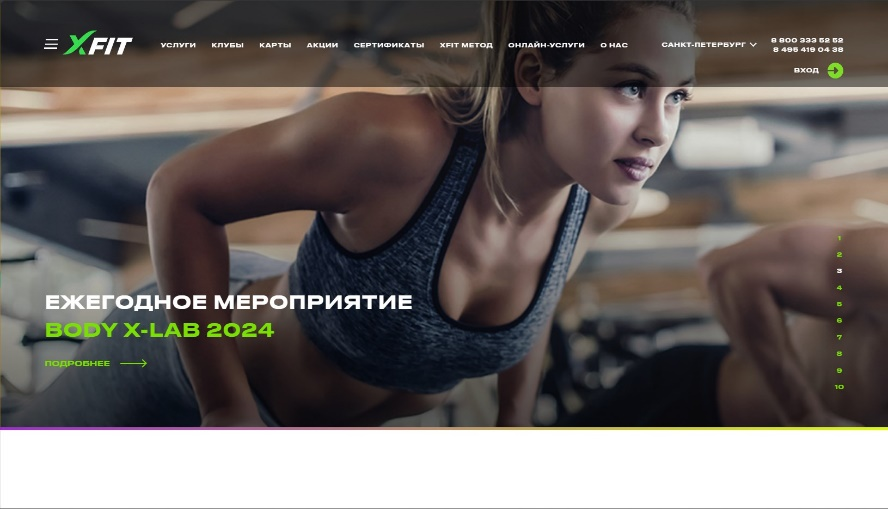 XFIT
УСЛУГИ КЛУБЫ КАРТЫ АКЦИИ СЕРТИФИКАТЫ XFIT МЕТОД ОНЛАЙН-УСЛУГИ О НАС
САНКТ-ПЕТЕРБУРГ
8 800 333 52 52
8 495 419 04 38
ВХОД
1
2
3
4
5
6
7
8
9
10
ЕЖЕГОДНОЕ МЕРОПРИЯТИЕ
BODY X-LAB 2024
ПОДРОБНЕЕ